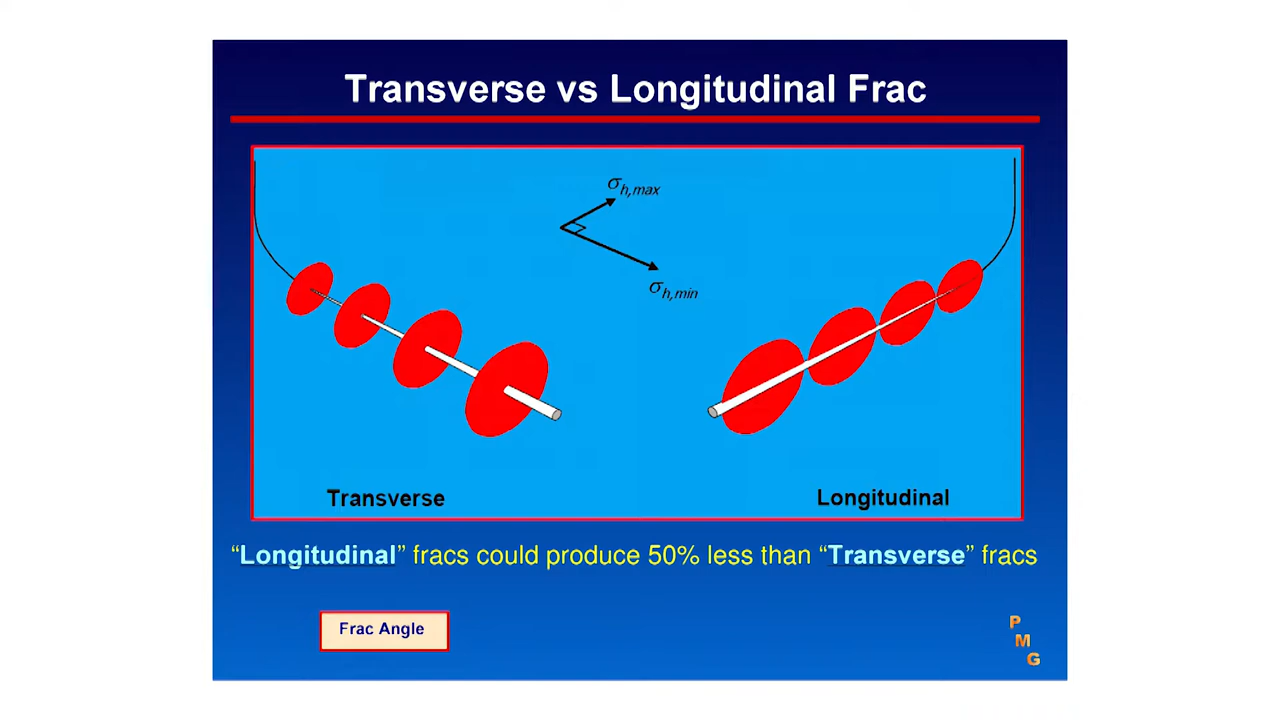 Transverse vs Longitudinal Frac
σh,max
σh,min
Transverse
Longitudinal
“Longitudinal” fracs could produce 50% less than “Transverse” fracs
Frac Angle
P
M
G